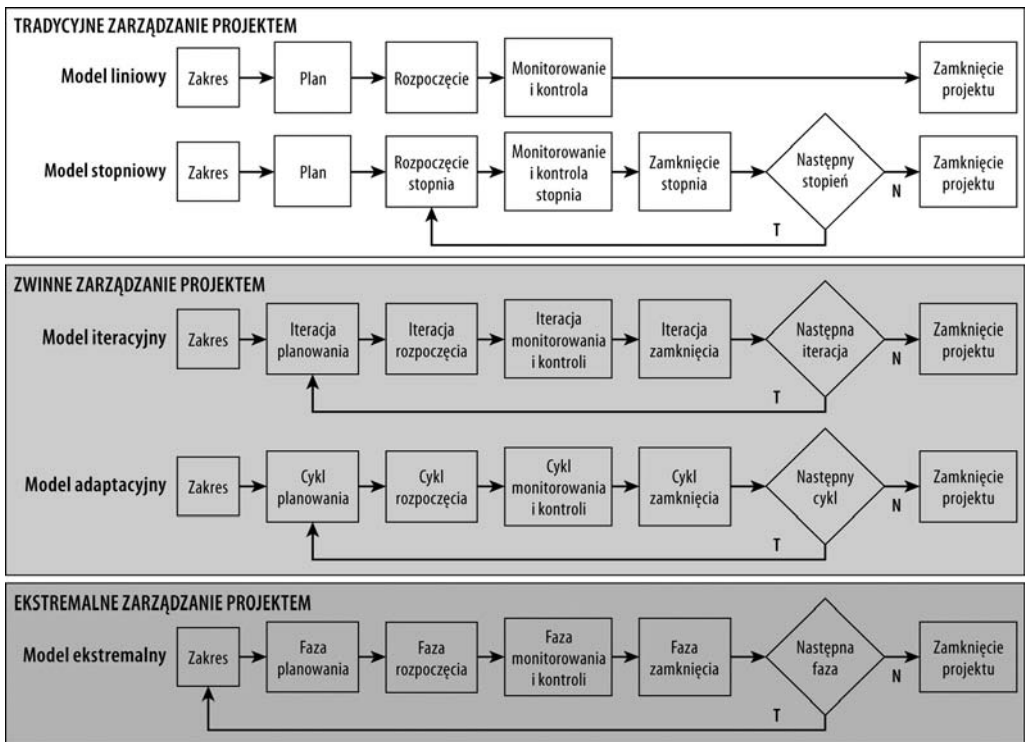 TRADYCYJNE ZARZĄDZANIE PROJEKTEM
Model liniowy
Zakres
Plan
Rozpoczęcie
Monitorowanie
i kontrola
Zamknięcie
projektu
Model stopniowy
Zakres
Plan
Rozpoczęcie
stopnia
Monitorowanie
i kontrola
stopnia
Zamknięcie
stopnia
Następny
stopień
N
Zamknięcie
projektu
T
ZWINNE ZARZĄDZANIE PROJEKTEM
Model iteracyjny
Zakres
Iteracja
planowania
Iteracja
rozpoczęcia
Iteracja
monitorowania
i kontroli
Iteracja
zamknięcia
Następna
iteracja
N
Zamknięcie
projektu
T
Model adaptacyjny
Zakres
Cykl
planowania
Cykl
rozpoczęcia
Cykl
monitorowania
i kontroli
Cykl
zamknięcia
Następny
cykl
N
Zamknięcie
projektu
T
EKSTREMALNE ZARZĄDZANIE PROJEKTEM
Model ekstremalny
Zakres
Faza
planowania
Faza
rozpoczęcia
Faza
monitorowania
i kontroli
Faza
zamknięcia
Następna
faza
N
Zamknięcie
projektu
T